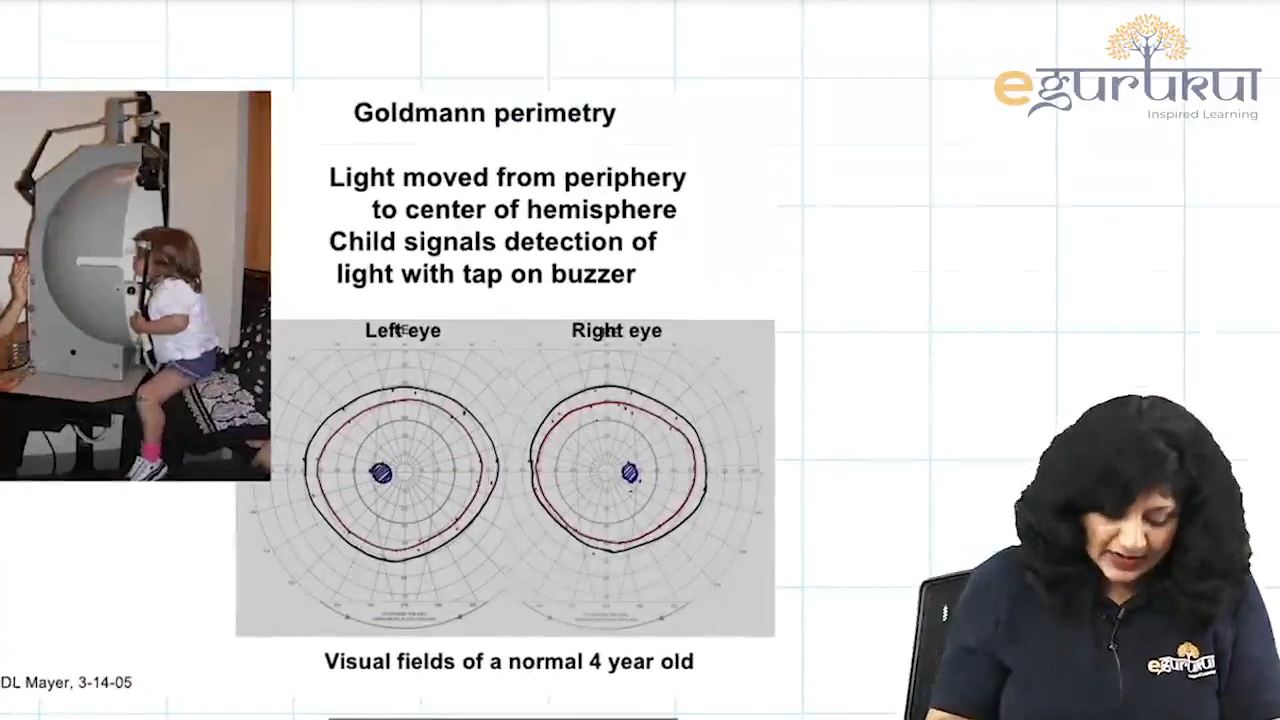 egurukul
Inspired Learning
Goldmann perimetry
Light moved from periphery
to center of hemisphere
Child signals detection of
light with tap on buzzer
Left eye
Right eye
Visual fields of a normal 4 year old
DL Mayer, 3-14-05
egurukul